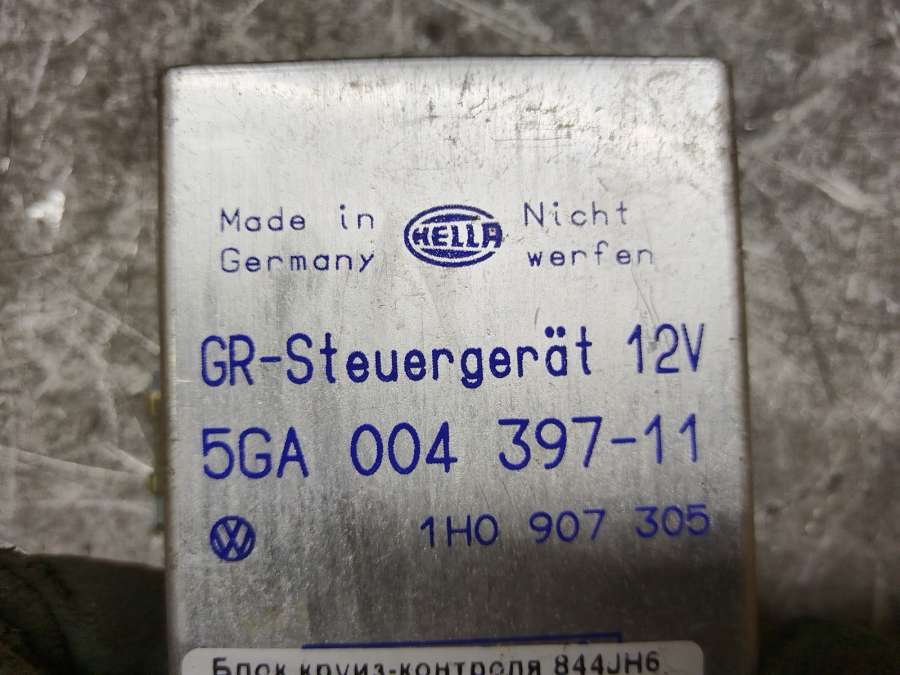 Made in Germany
HELLA
Nicht werfen
GR-Steuergerät 12V
5GA 004 397-11
VW 1H0 907 305
Блок круиз-контроля 844JH6